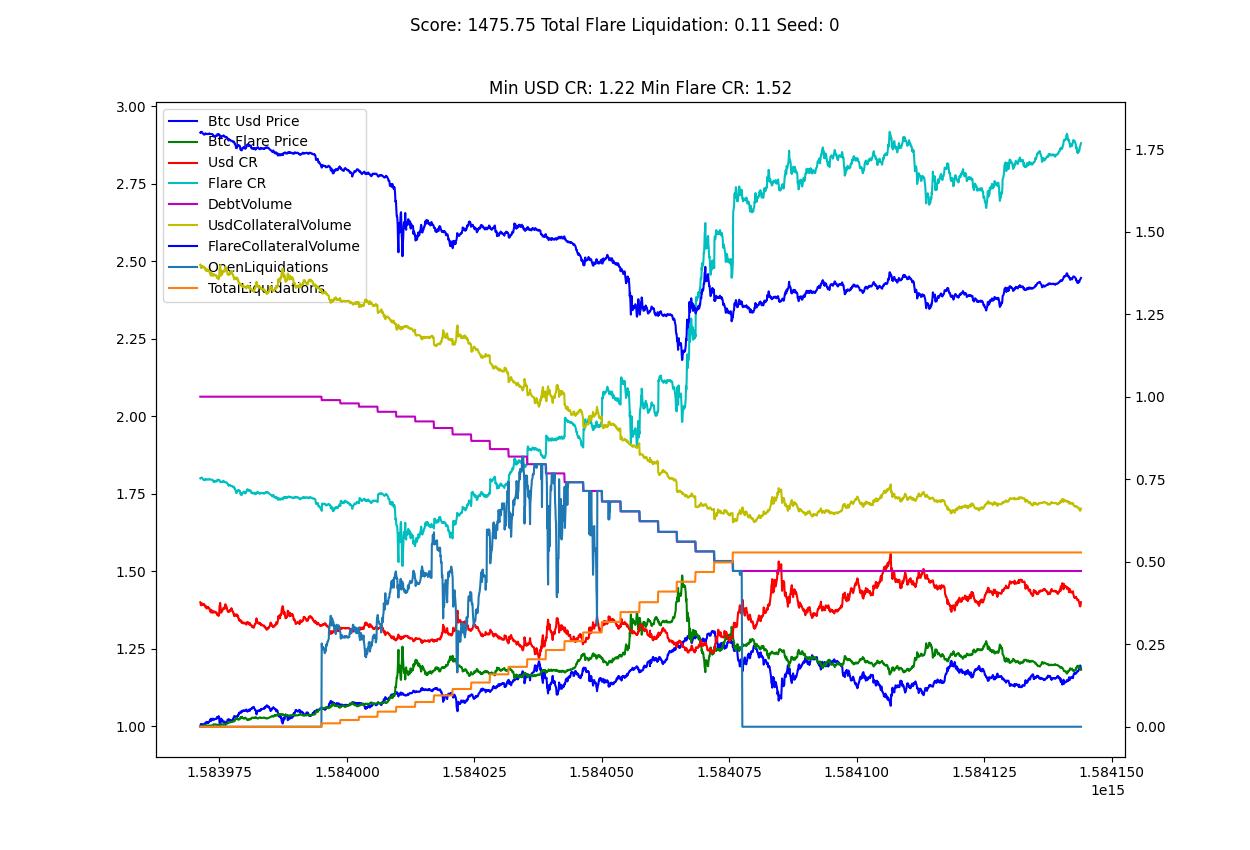 Score: 1475.75 Total Flare Liquidation: 0.11 Seed: 0
Min USD CR: 1.22 Min Flare CR: 1.52
3.00
2.75
2.50
2.25
2.00
1.75
1.50
1.25
1.00
Btc Usd Price
Btc Flare Price
Usd CR
Flare CR
DebtVolume
UsdCollateralVolume
FlareCollateralVolume
OpenLiquidations
TotalLiquidations
1.75
1.50
1.25
1.00
0.75
0.50
0.25
0.00
1.583975 1.584000 1.584025 1.584050 1.584075 1.584100 1.584125 1.584150
1e15